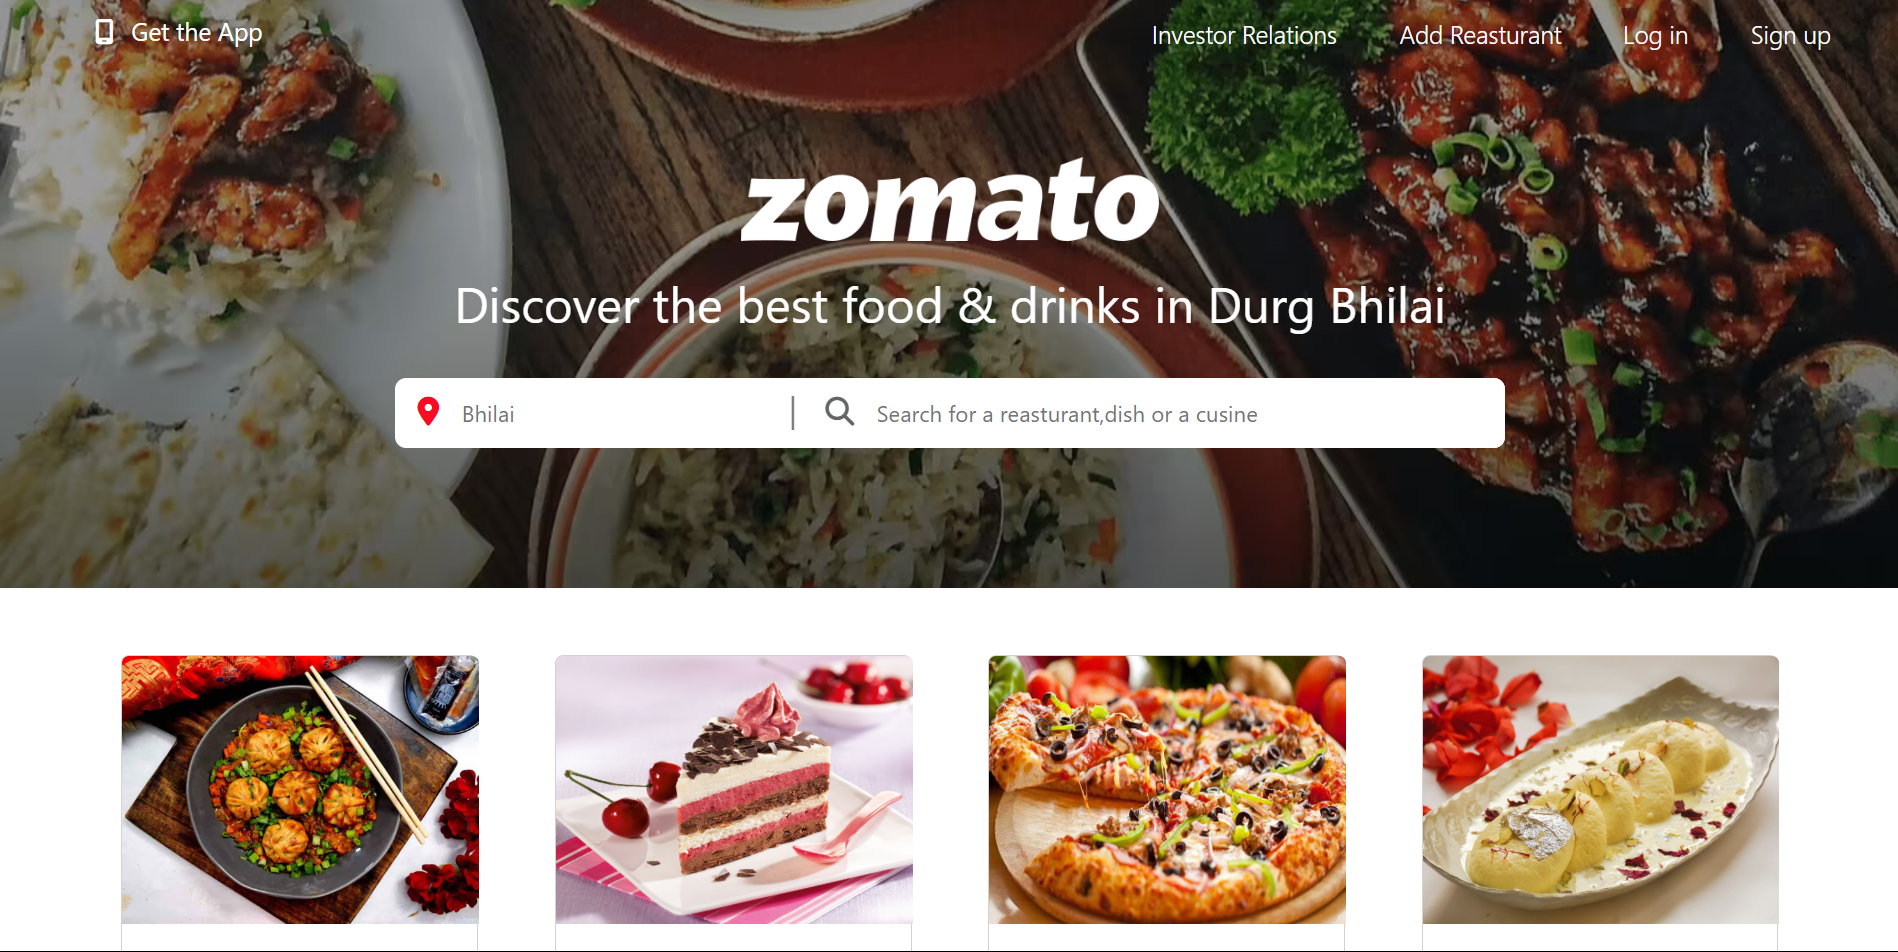 Get the App
Investor Relations
Add Reasturant
Log in
Sign up
zomato
Discover the best food & drinks in Durg Bhilai
Bhilai
Search for a reasturant,dish or a cusine